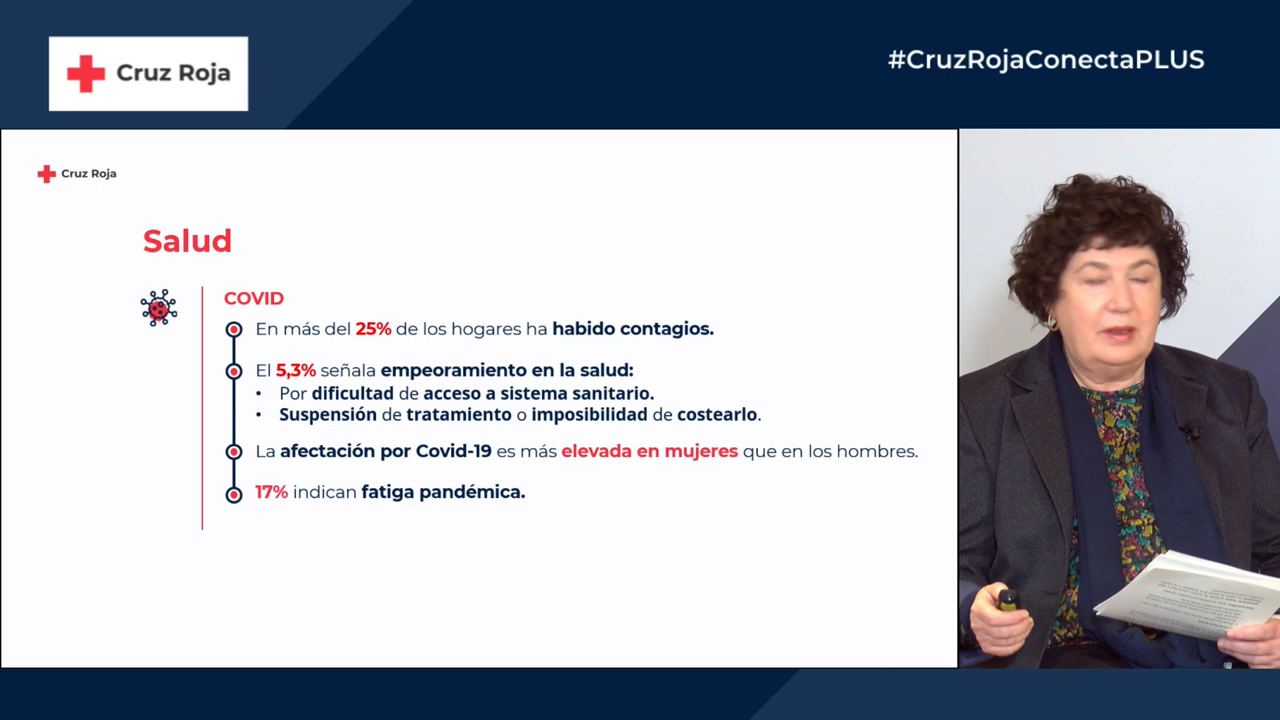 Cruz Roja
#CruzRojaConectaPLUS
Cruz Roja
Salud
COVID
En más del 25% de los hogares ha habido contagios.
El 5,3% señala empeoramiento en la salud:
• Por dificultad de acceso a sistema sanitario.
• Suspensión de tratamiento o imposibilidad de costearlo.
La afectación por Covid-19 es más elevada en mujeres que en los hombres.
17% indican fatiga pandémica.